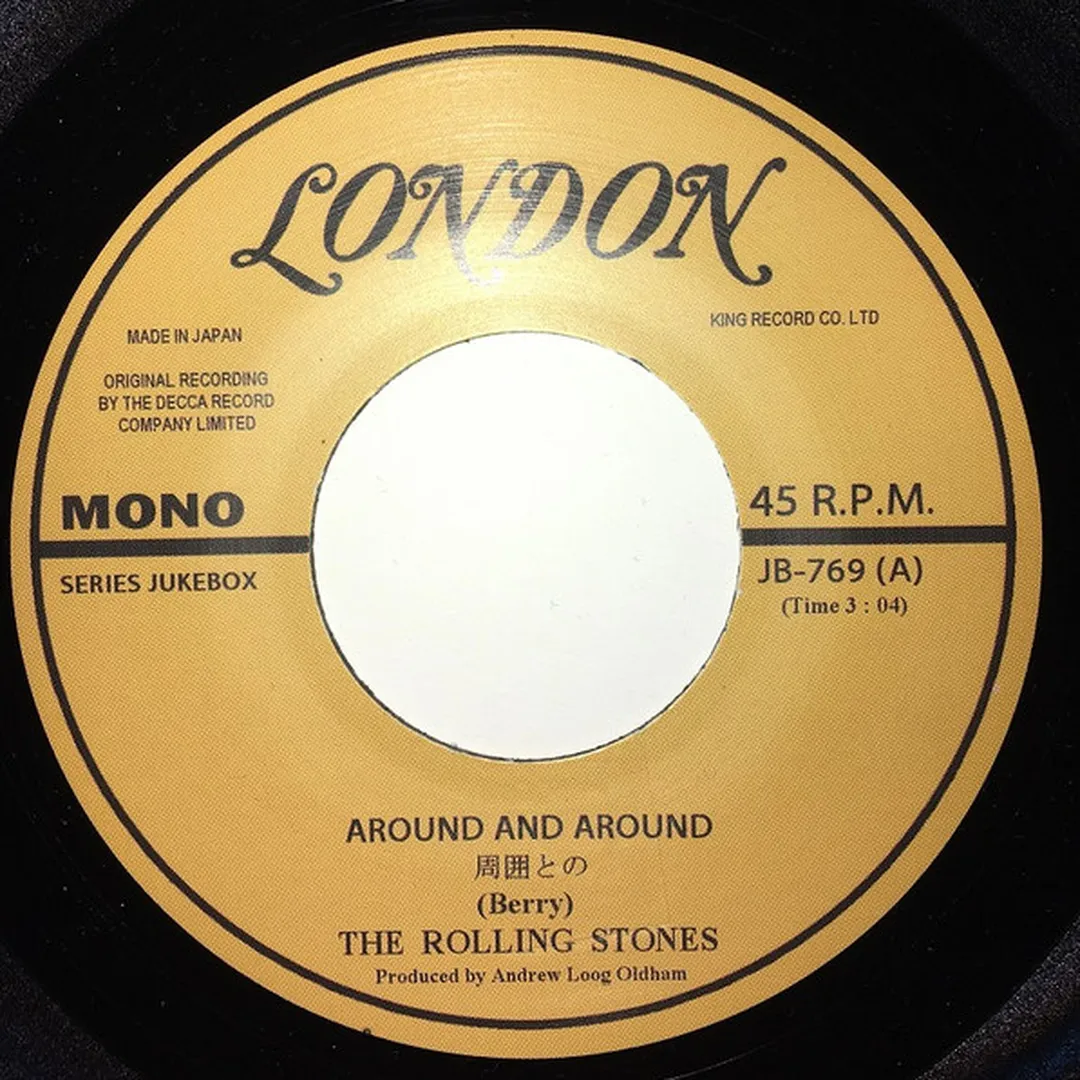 LONDON
MADE IN JAPAN
KING RECORD CO. LTD
ORIGINAL RECORDING
BY THE DECCA RECORD
COMPANY LIMITED
MONO
45 R.P.M.
SERIES JUKEBOX
JB-769 (A)
(Time 3 : 04)
AROUND AND AROUND
周囲との
(Berry)
THE ROLLING STONES
Produced by Andrew Loog Oldham